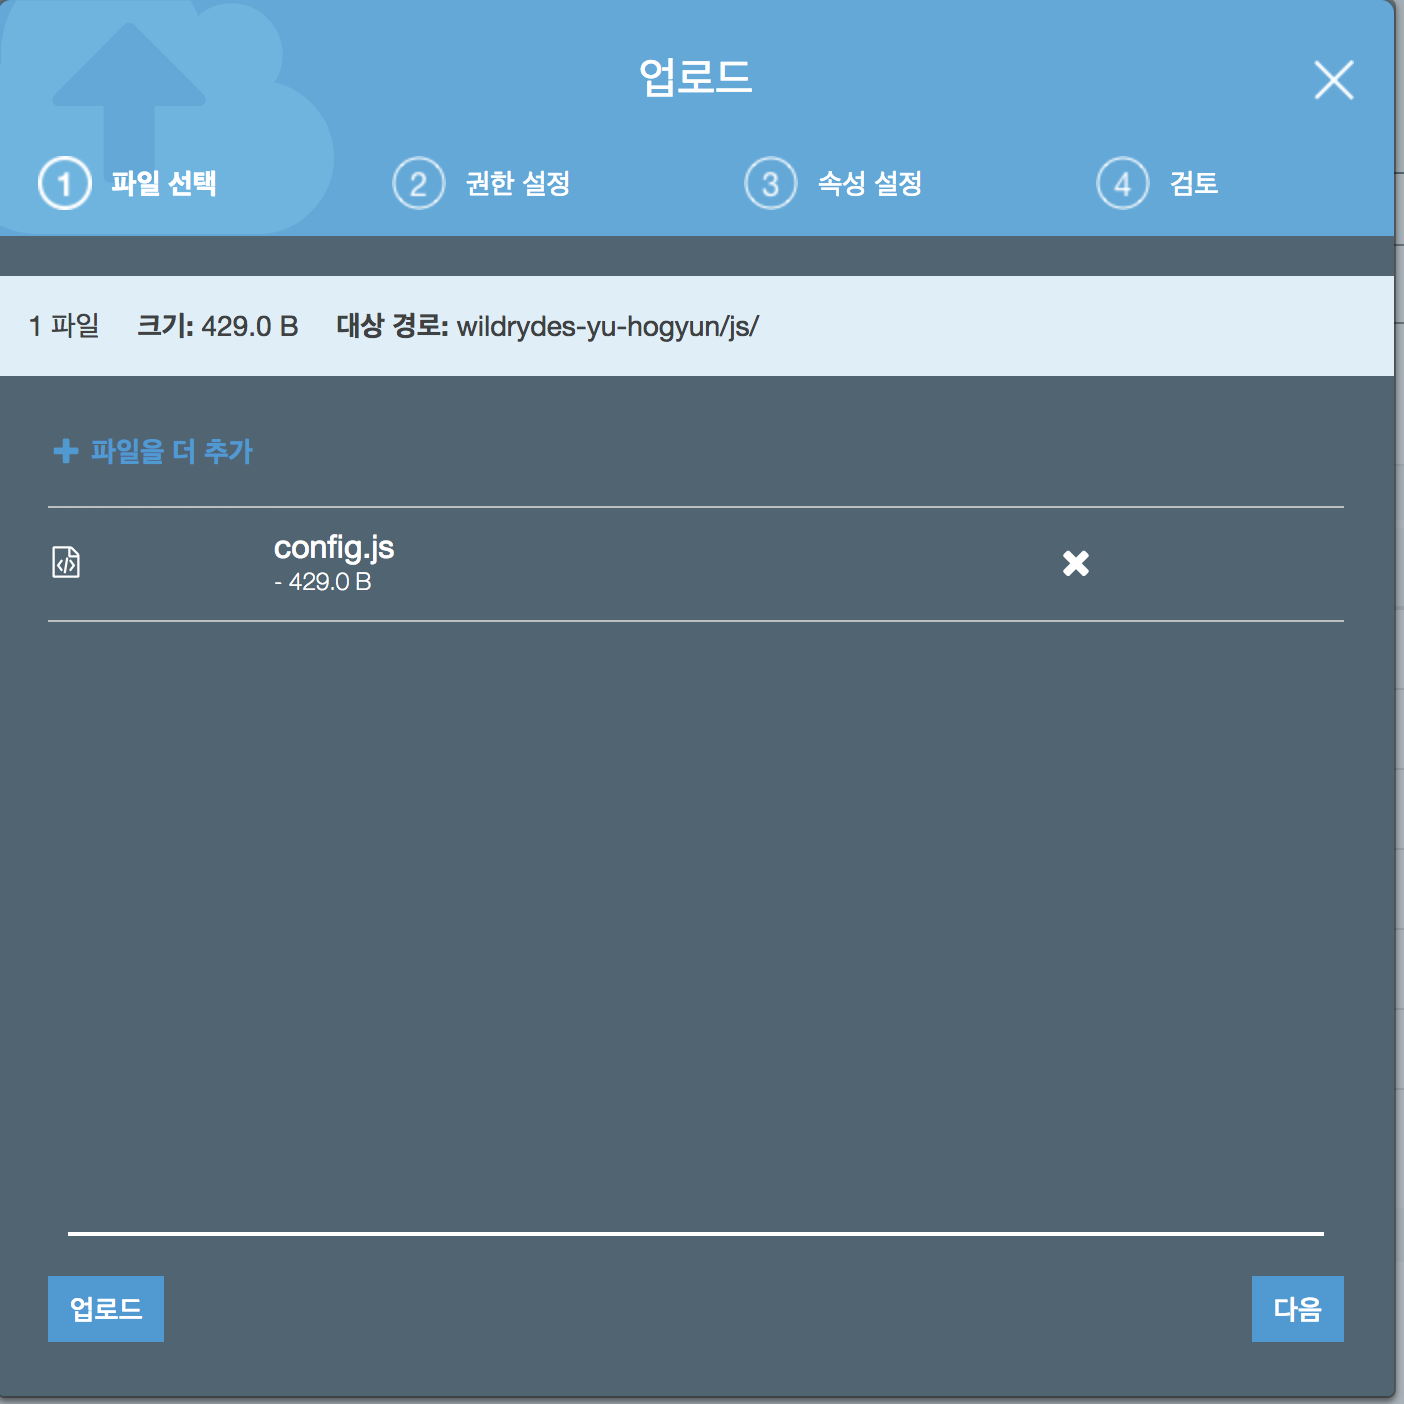 업로드
1 파일 선택
2 권한 설정
3 속성 설정
4 검토
1 파일 크기: 429.0 B 대상 경로: wildrydes-yu-hogyun/js/
파일을 더 추가
config.js
- 429.0 B
업로드
다음